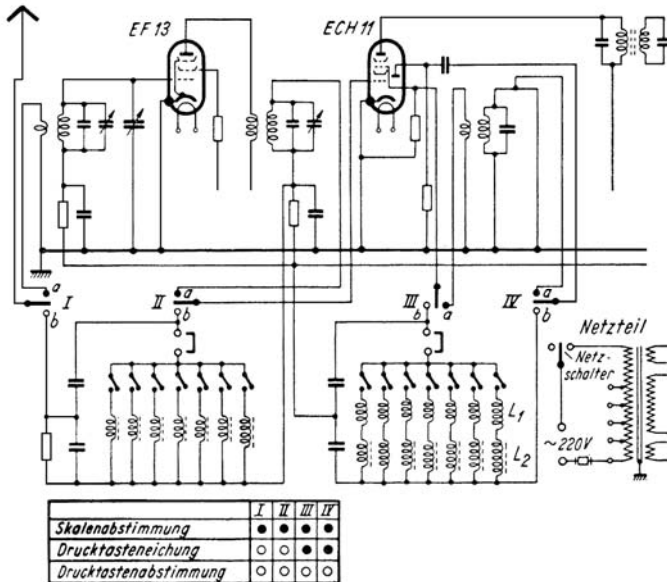 EF 13
ECH 11
a
I
b
a
II
b
III
b
a
a
IV
b
Netzteil
Netz-
schalter
~220V
L1
L2
I II III IV
Skalenabstimmung ● ● ● ●
Drucktasteneichung ○ ○ ● ●
Drucktastenabstimmung ○ ○ ○ ○